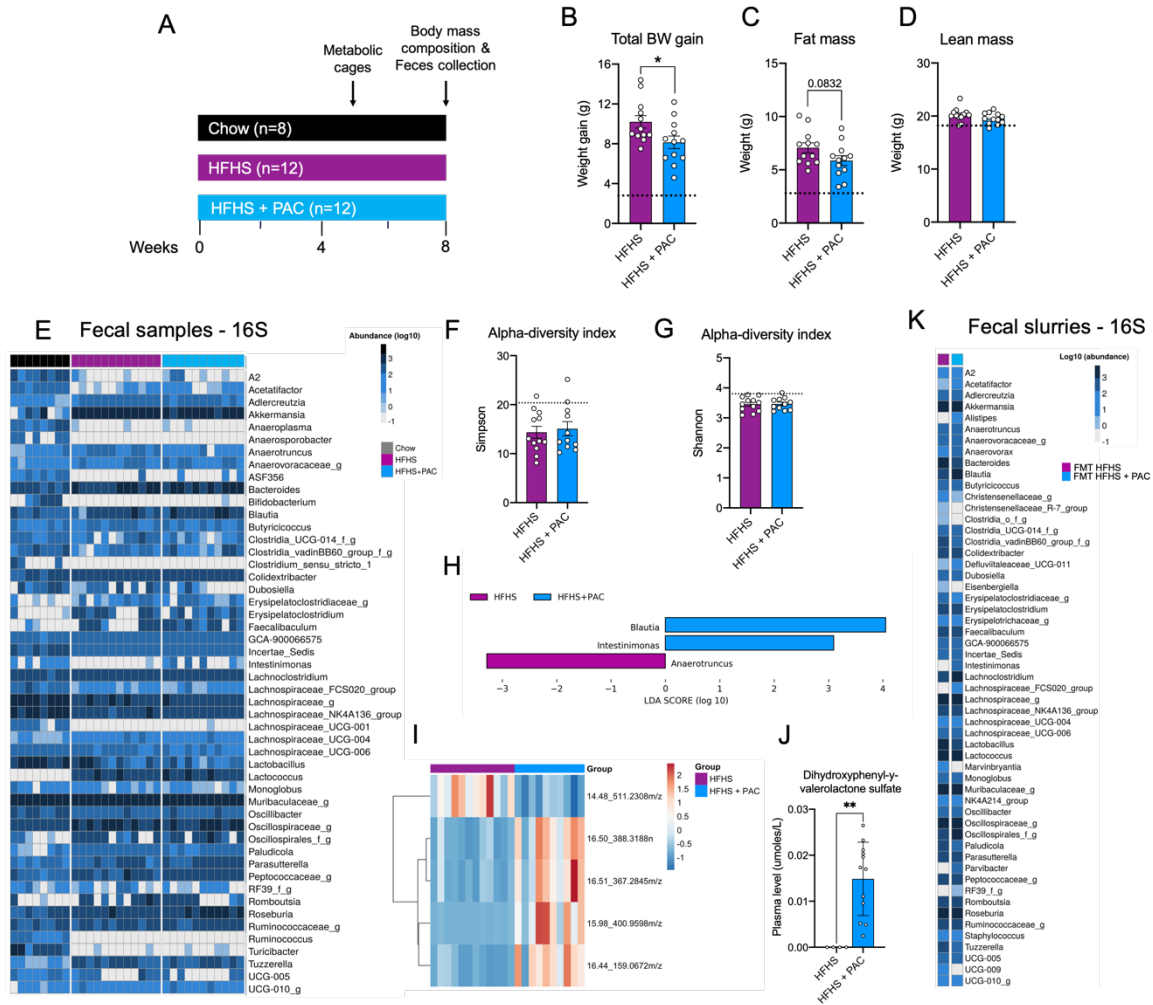 A
Metabolic
cages
Body mass
composition &
Feces collection
Chow (n=8)
HFHS (n=12)
HFHS + PAC (n=12)
Weeks
0
4
8
B
Total BW gain
*
Weight gain (g)
16
12
8
4
0
HFHS
HFHS + PAC
C
Fat mass
0.0832
Weight (g)
15
10
5
0
HFHS
HFHS + PAC
D
Lean mass
Weight (g)
30
20
10
0
HFHS
HFHS + PAC
E
Fecal samples - 16S
Abundance (log10)
3
2
1
0
-1
Chow
HFHS
HFHS+PAC
A2
Acetatifactor
Adlercreutzia
Akkermansia
Anaeroplasma
Anaerosporobacter
Anaerotruncus
Anaerovoracaceae_g
ASF356
Bacteroides
Bifidobacterium
Blautia
Butyricicoccus
Clostridia_UCG-014_f_g
Clostridia_vadinBB60_group_f_g
Clostridium_sensu_stricto_1
Colidextribacter
Dubosiella
Erysipelatoclostridiaceae_g
Erysipelatoclostridium
Faecalibaculum
GCA-900066575
Incertae_Sedis
Intestinimonas
Lachnoclostridium
Lachnospiraceae_FCS020_group
Lachnospiraceae_g
Lachnospiraceae_NK4A136_group
Lachnospiraceae_UCG-001
Lachnospiraceae_UCG-004
Lachnospiraceae_UCG-006
Lactobacillus
Lactococcus
Monoglobus
Muribaculaceae_g
Oscillibacter
Oscillospiraceae_g
Oscillospirales_f_g
Paludicola
Parasutterella
Peptococcaceae_g
RF39_f_g
Romboutsia
Roseburia
Ruminococcaceae_g
Ruminococcus
Turicibacter
Tuzzerella
UCG-005
UCG-010_g
F
Alpha-diversity index
Simpson
30
20
10
0
HFHS
HFHS + PAC
G
Alpha-diversity index
Shannon
5
4
3
2
1
0
HFHS
HFHS + PAC
H
HFHS
HFHS+PAC
Blautia
Intestinimonas
Anaerotruncus
−3
−2
−1
0
1
2
3
4
LDA SCORE (log 10)
I
Group
14.48_511.2308m/z
16.50_388.3188n
16.51_367.2845m/z
15.98_400.9598m/z
16.44_159.0672m/z
2
1.5
1
0.5
0
-0.5
-1
Group
HFHS
HFHS + PAC
J
Dihydroxyphenyl-y-
valerolactone sulfate
**
Plasma level (umoles/L)
0.03
0.02
0.01
0.00
HFHS
HFHS + PAC
K
Fecal slurries - 16S
Log10 (abundance)
3
2
1
0
-1
FMT HFHS
FMT HFHS + PAC
A2
Acetatifactor
Adlercreutzia
Akkermansia
Alistipes
Anaerotruncus
Anaerovoracaceae_g
Anaerovorax
Bacteroides
Blautia
Butyricicoccus
Christensenellaceae_g
Christensenellaceae_R-7_group
Clostridia_o_f_g
Clostridia_UCG-014_f_g
Clostridia_vadinBB60_group_f_g
Colidextribacter
Defluviitaleaceae_UCG-011
Dubosiella
Eisenbergiella
Erysipelatoclostridiaceae_g
Erysipelatoclostridium
Erysipelotrichaceae_g
Faecalibaculum
GCA-900066575
Incertae_Sedis
Intestinimonas
Lachnoclostridium
Lachnospiraceae_FCS020_group
Lachnospiraceae_g
Lachnospiraceae_NK4A136_group
Lachnospiraceae_UCG-004
Lachnospiraceae_UCG-006
Lactobacillus
Lactococcus
Marvinbryantia
Monoglobus
Muribaculaceae_g
NK4A214_group
Oscillibacter
Oscillospiraceae_g
Oscillospirales_f_g
Paludicola
Parasutterella
Parvibacter
Peptococcaceae_g
RF39_f_g
Romboutsia
Roseburia
Ruminococcaceae_g
Staphylococcus
Tuzzerella
UCG-005
UCG-009
UCG-010_g